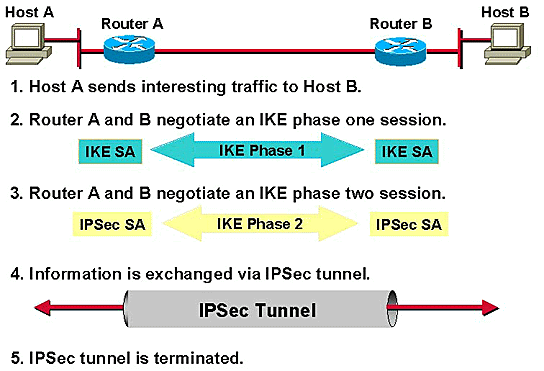 Host A
Router A
Router B
Host B
1. Host A sends interesting traffic to Host B.
2. Router A and B negotiate an IKE phase one session.
IKE SA
IKE Phase 1
IKE SA
3. Router A and B negotiate an IKE phase two session.
IPSec SA
IKE Phase 2
IPSec SA
4. Information is exchanged via IPSec tunnel.
IPSec Tunnel
5. IPSec tunnel is terminated.